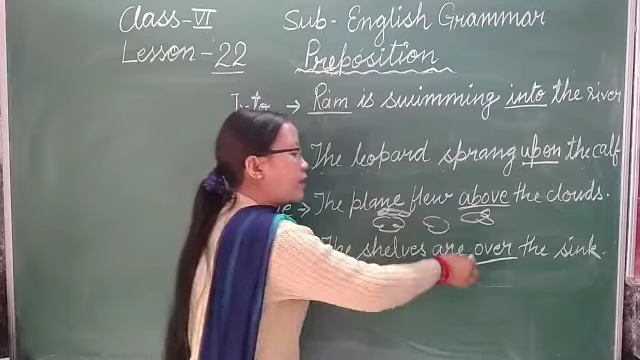 Class-VI Sub- English Grammar
Lesson-22 Preposition
Into → Ram is swimming into the river
The leopard sprang upon the calf
→ The plane flew above the clouds.
The shelves are over the sink.